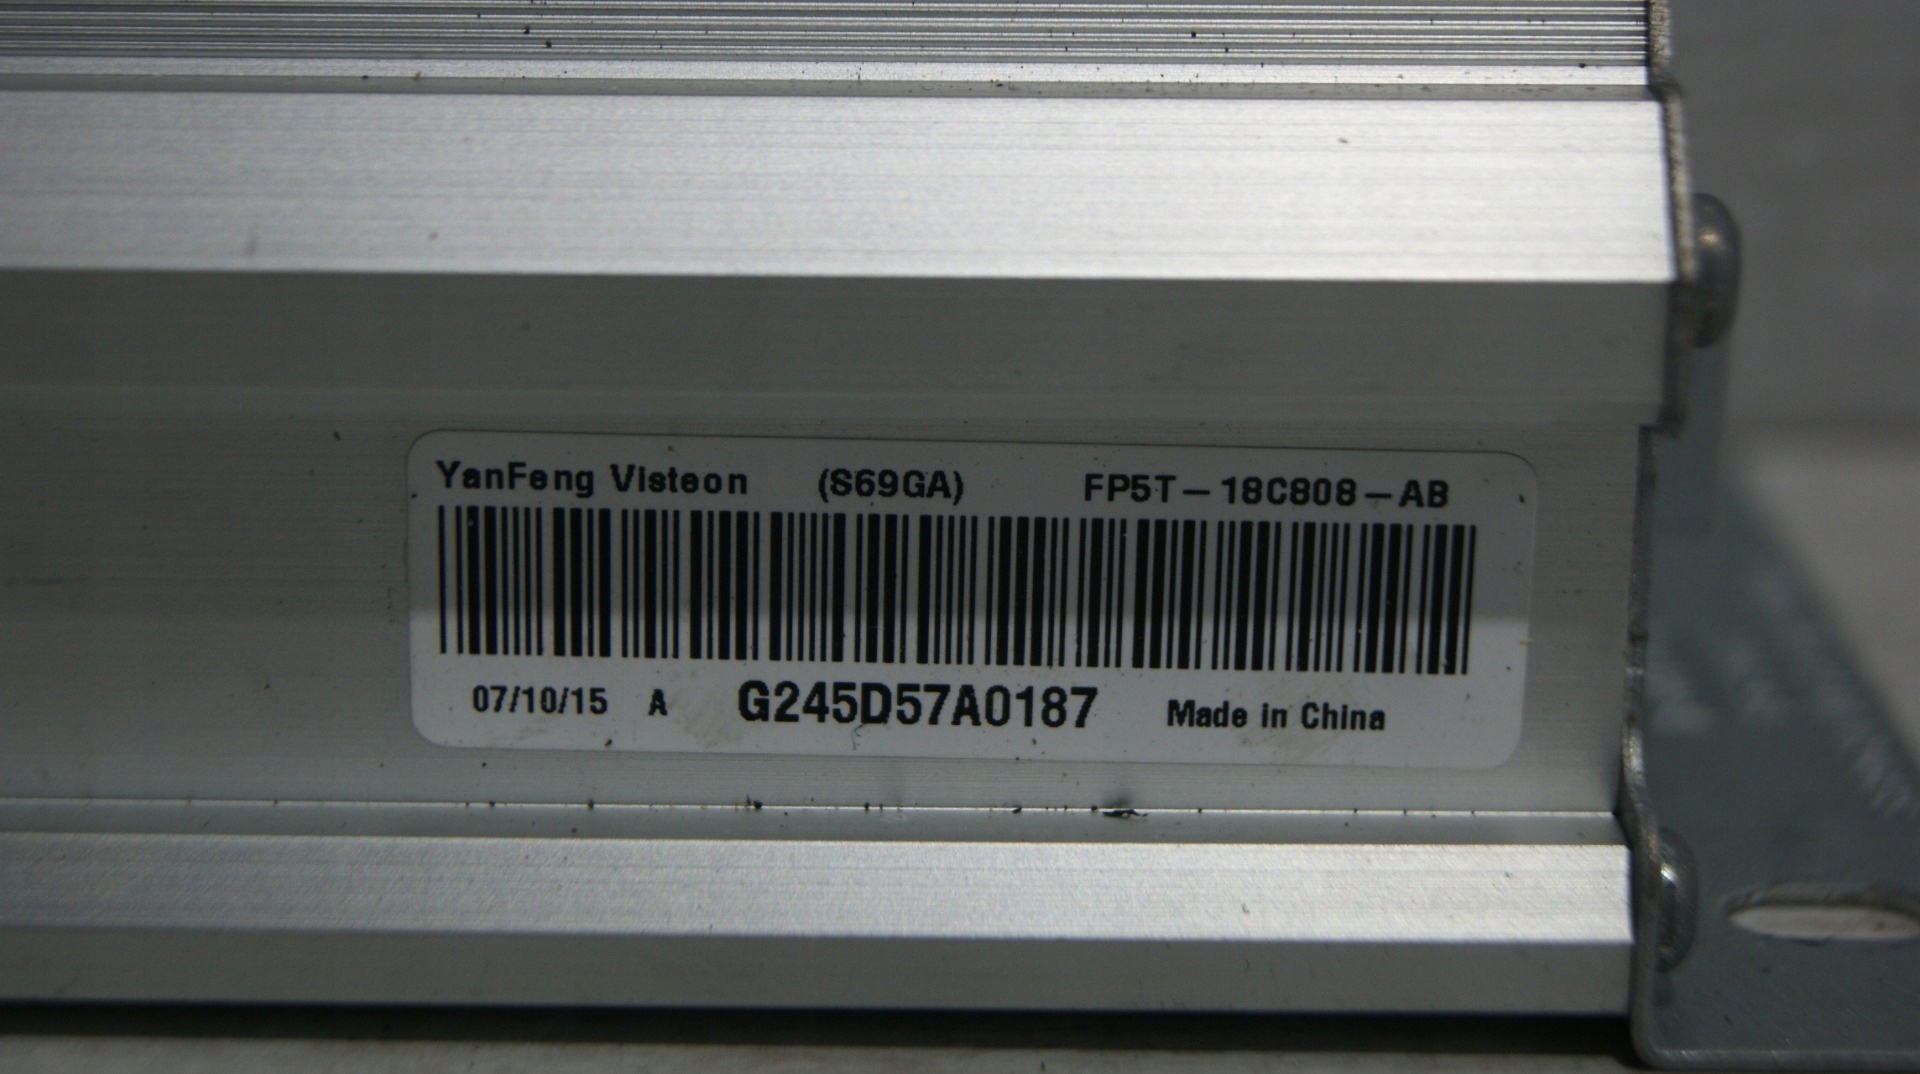 YanFeng Visteon (S69GA) FP5T-18C808-AB
07/10/15 A G245D57A0187 Made in China